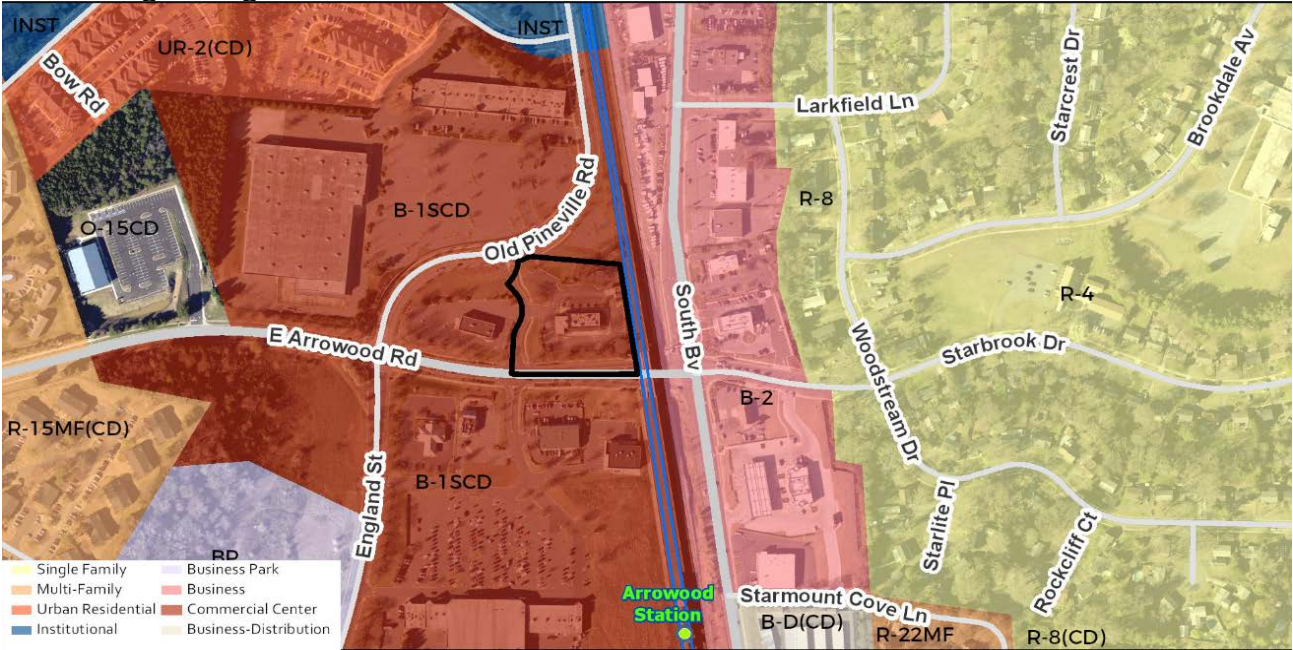 INST
INST
UR-2(CD)
Bow Rd
Larkfield Ln
Starcrest Dr
Brookdale Av
R-8
O-15CD
B-1SCD
Old Pineville Rd
R-4
E Arrowood Rd
South Bv
Woodstream Dr
Starbrook Dr
B-2
R-15MF(CD)
England St
B-1SCD
Starlite Pl
Rockcliff Ct
BP
Single Family
Business Park
Multi-Family
Business
Urban Residential
Commercial Center
Institutional
Business-Distribution
Arrowood
Station
Starmount Cove Ln
B-D(CD)
R-22MF
R-8(CD)